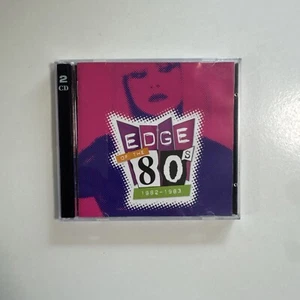 2
CD
EDGE
OF THE
80s
1982-1983